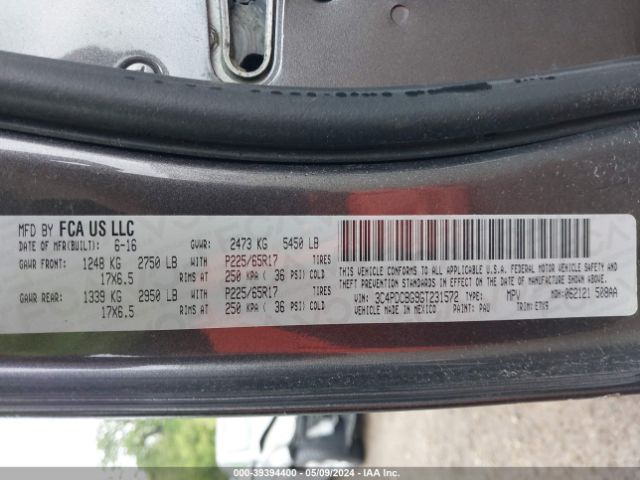 MFD BY FCA US LLC
DATE OF MFR(BUILT): 6-16 GVWR: 2473 KG 5450 LB
GAWR FRONT: 1248 KG 2750 LB WITH P225/65R17
17X6.5 RIMS AT 250 KPA ( 36 PSI) COLD
GAWR REAR: 1339 KG 2950 LB WITH P225/65R17
17X6.5 RIMS AT 250 KPA ( 36 PSI) COLD
THIS VEHICLE CONFORMS TO ALL APPLICABLE U.S.A. FEDERAL MOTOR VEHICLE SAFETY AND
THEFT PREVENTION STANDARDS IN EFFECT ON THE DATE OF MANUFACTURE SHOWN ABOVE.
VIN: 3C4PDCBG9GT231572 TYPE: MPV MDH: 062121 508AA
VEHICLE MADE IN MEXICO PAINT: PAU TRIM:
000-39394400 - 05/09/2024 - IAA Inc.